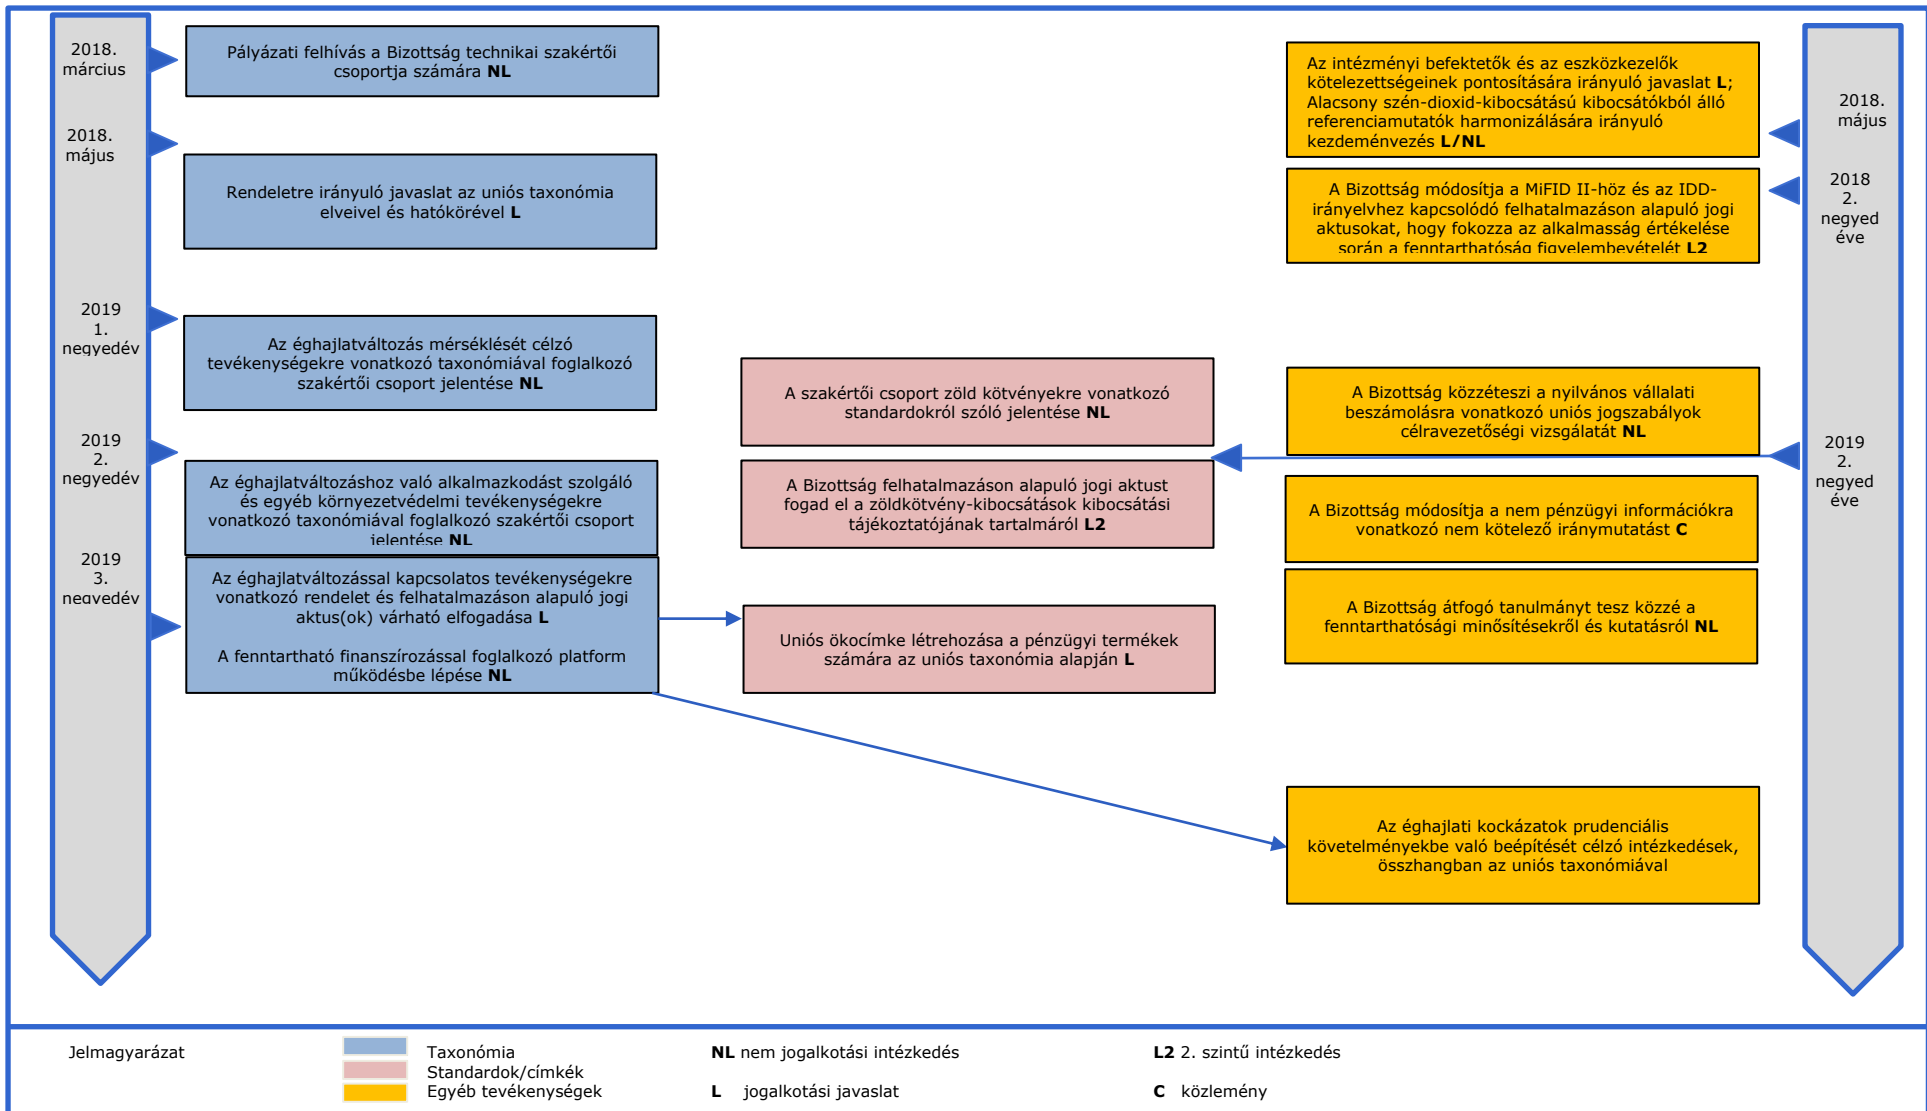 2018.
március
2018.
május
2019
1.
negyedév
2019
2.
negyedév
2019
3.
negyedév
Pályázati felhívás a Bizottság technikai szakértői
csoportja számára NL
Rendeletre irányuló javaslat az uniós taxonómia
elveivel és hatókörével L
Az éghajlatváltozás mérséklését célzó
tevékenységekre vonatkozó taxonómiával foglalkozó
szakértői csoport jelentése NL
Az éghajlatváltozáshoz való alkalmazkodást szolgáló
és egyéb környezetvédelmi tevékenységekre
vonatkozó taxonómiával foglalkozó szakértői csoport
jelentése NL
Az éghajlatváltozással kapcsolatos tevékenységekre
vonatkozó rendelet és felhatalmazáson alapuló jogi
aktus(ok) várható elfogadása L
A fenntartható finanszírozással foglalkozó platform
működésbe lépése NL
A szakértői csoport zöld kötvényekre vonatkozó
standardokról szóló jelentése NL
A Bizottság felhatalmazáson alapuló jogi aktust
fogad el a zöldkötvény-kibocsátások kibocsátási
tájékoztatójának tartalmáról L2
Uniós ökocímke létrehozása a pénzügyi termékek
számára az uniós taxonómia alapján L
Az intézményi befektetők és az eszközkezelők
kötelezettségeinek pontosítására irányuló javaslat L;
Alacsony szén-dioxid-kibocsátású kibocsátókból álló
referenciamutatók harmonizálására irányuló
kezdeményezés L/NL
A Bizottság módosítja a MiFID II-höz és az IDD-
irányelvhez kapcsolódó felhatalmazáson alapuló jogi
aktusokat, hogy fokozza az alkalmasság értékelése
során a fenntarthatóság figyelembevételét L2
A Bizottság közzéteszi a nyilvános vállalati
beszámolásra vonatkozó uniós jogszabályok
célravezetőségi vizsgálatát NL
A Bizottság módosítja a nem pénzügyi információkra
vonatkozó nem kötelező iránymutatást C
A Bizottság átfogó tanulmányt tesz közzé a
fenntarthatósági minősítésekről és kutatásról NL
Az éghajlati kockázatok prudenciális
követelményekbe való beépítését célzó intézkedések,
összhangban az uniós taxonómiával
2018.
május
2018
2.
negyed
éve
2019
2.
negyed
éve
Jelmagyarázat
Taxonómia
Standardok/címkék
Egyéb tevékenységek
NL nem jogalkotási intézkedés
L jogalkotási javaslat
L2 2. szintű intézkedés
C közlemény